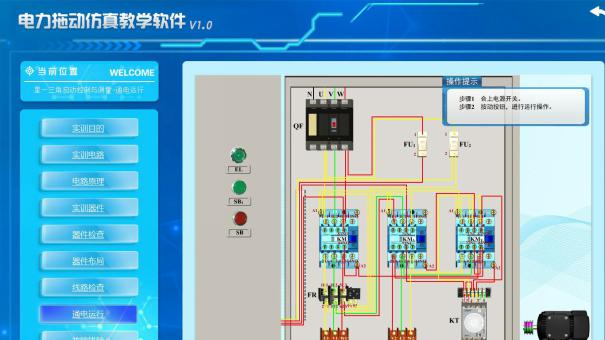 电力拖动仿真教学软件 V1.0
当前位置 WELCOME
星一三角启动控制与测量-通电运行
实训目的
实训电路
电路原理
实训器件
器件检查
器件布局
线路检查
通电运行
操作提示
步骤1 合上电源开关。
步骤2 按动按钮，进行运行操作。
N U V W
QF
FU₁
FU₂
EL
SB₁
SB
KM
KM
KM
FR
KT